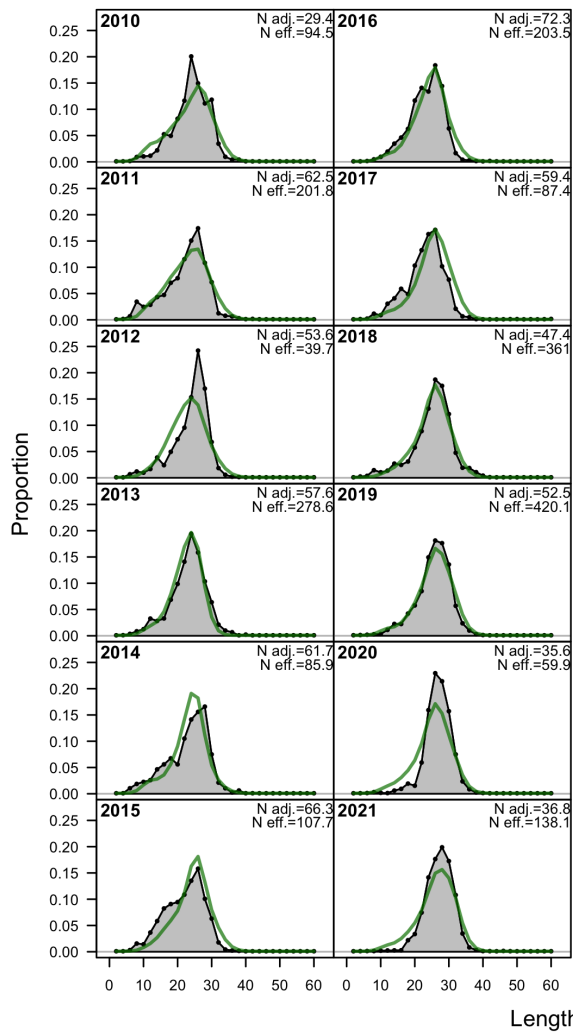 2010 N adj.=29.4
N eff.=94.5
0.25
0.20
0.15
0.10
0.05
0.00
2016 N adj.=72.3
N eff.=203.5
2011 N adj.=62.5
N eff.=201.8
0.25
0.20
0.15
0.10
0.05
0.00
2017 N adj.=59.4
N eff.=87.4
2012 N adj.=53.6
N eff.=39.7
0.25
0.20
0.15
0.10
0.05
0.00
2018 N adj.=47.4
N eff.=361
2013 N adj.=57.6
N eff.=278.6
0.25
0.20
0.15
0.10
0.05
0.00
2019 N adj.=52.5
N eff.=420.1
2014 N adj.=61.7
N eff.=85.9
0.25
0.20
0.15
0.10
0.05
0.00
2020 N adj.=35.6
N eff.=59.9
2015 N adj.=66.3
N eff.=107.7
0.25
0.20
0.15
0.10
0.05
0.00
2021 N adj.=36.8
N eff.=138.1
0 10 20 30 40 50 60 0 10 20 30 40 50 60
Proportion
Length